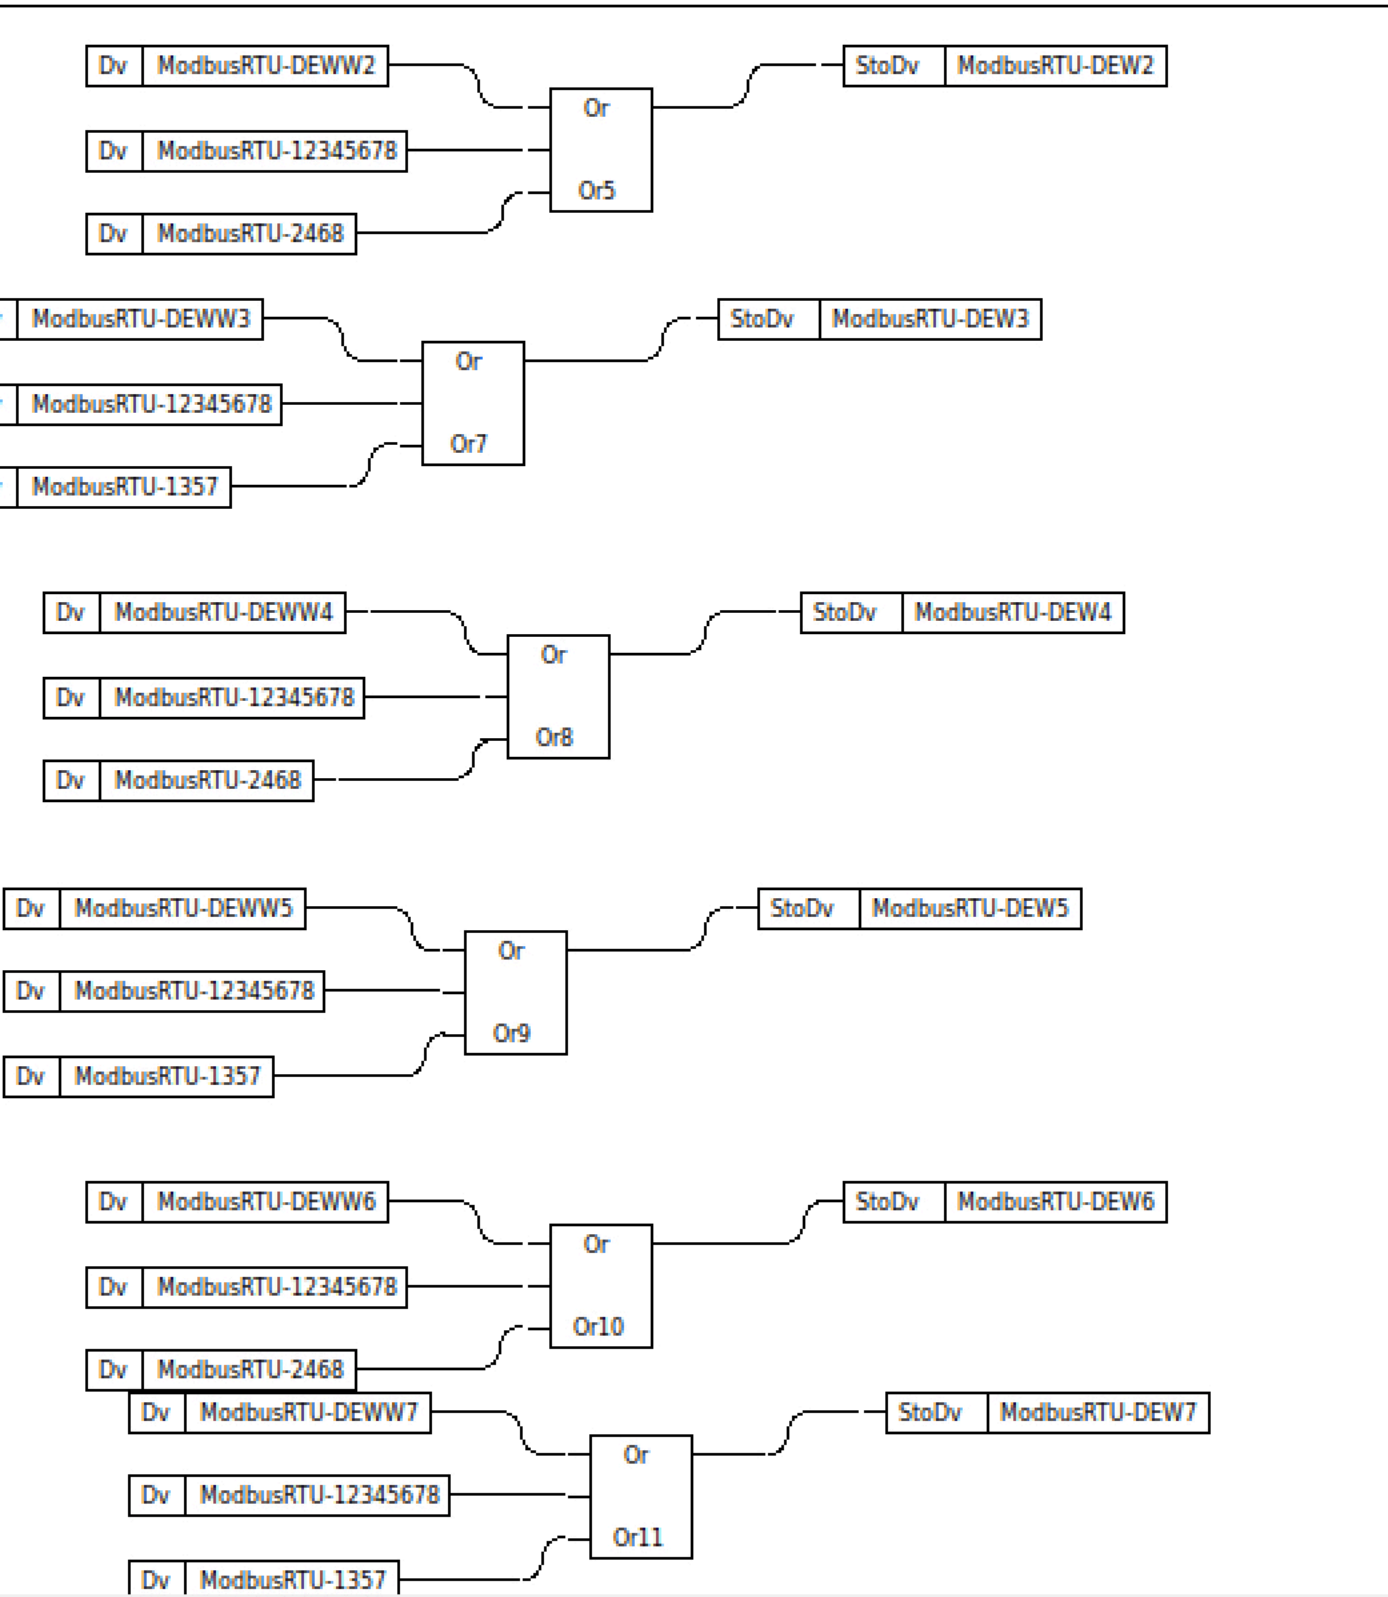 Dv ModbusRTU-DEWW2 StoDv ModbusRTU-DEW2
Or
Dv ModbusRTU-12345678
Or5
Dv ModbusRTU-2468
ModbusRTU-DEWW3 StoDv ModbusRTU-DEW3
Or
ModbusRTU-12345678
Or7
ModbusRTU-1357
Dv ModbusRTU-DEWW4 StoDv ModbusRTU-DEW4
Or
Dv ModbusRTU-12345678
Or8
Dv ModbusRTU-2468
Dv ModbusRTU-DEWW5 StoDv ModbusRTU-DEW5
Or
Dv ModbusRTU-12345678
Or9
Dv ModbusRTU-1357
Dv ModbusRTU-DEWW6 StoDv ModbusRTU-DEW6
Or
Dv ModbusRTU-12345678
Or10
Dv ModbusRTU-2468
Dv ModbusRTU-DEWW7 StoDv ModbusRTU-DEW7
Or
Dv ModbusRTU-12345678
Or11
Dv ModbusRTU-1357